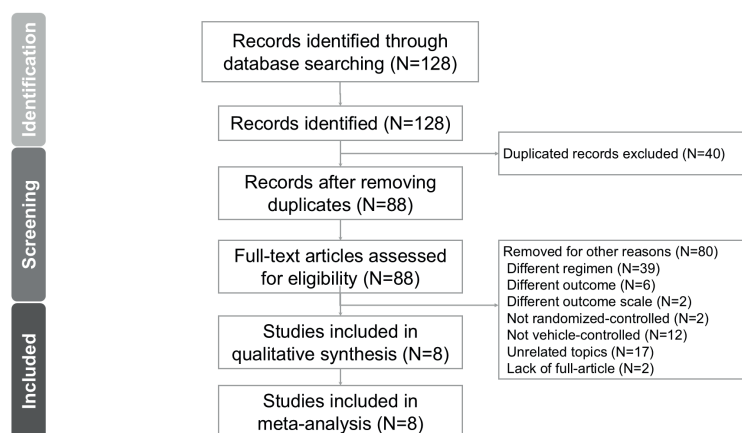 Identification
Records identified through
database searching (N=128)
Records identified (N=128)
Duplicated records excluded (N=40)
Screening
Records after removing
duplicates (N=88)
Full-text articles assessed
for eligibility (N=88)
Removed for other reasons (N=80)
Different regimen (N=39)
Different outcome (N=6)
Different outcome scale (N=2)
Not randomized-controlled (N=2)
Not vehicle-controlled (N=12)
Unrelated topics (N=17)
Lack of full-article (N=2)
Included
Studies included in
qualitative synthesis (N=8)
Studies included in
meta-analysis (N=8)